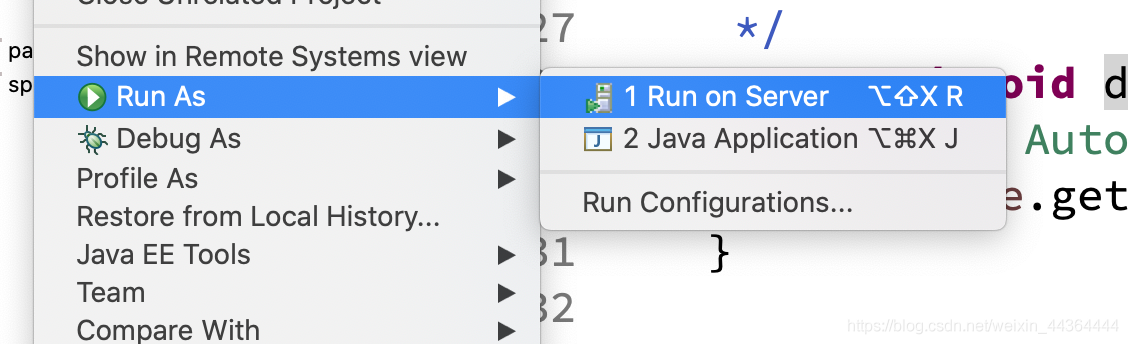 Close Unrelated Project
27 */
pa
Show in Remote Systems view
sp
Run As
1 Run on Server ⌥⇧X R
oid d
Debug As
2 Java Application ⌥⌘X J
Auto
Profile As
Restore from Local History...
Run Configurations...
e.get
Java EE Tools
31 }
Team
32
Compare With
https://blog.csdn.net/weixin_44364444